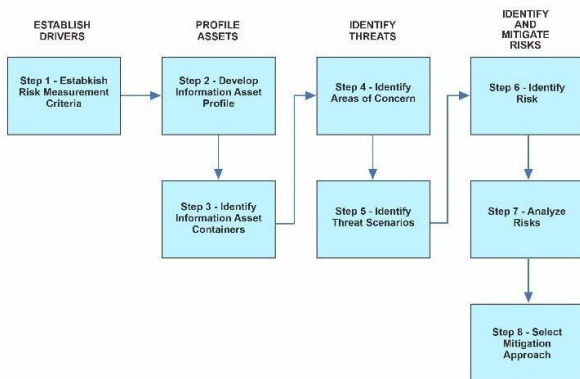 ESTABLISH
DRIVERS
PROFILE
ASSETS
IDENTIFY
THREATS
IDENTIFY
AND
MITIGATE
RISKS
Step 1 - Estabkish
Risk Measurement
Criteria
Step 2 - Develop
Information Asset
Profile
Step 3 - Identify
Information Asset
Containers
Step 4 - Identify
Areas of Concern
Step 5 - Identify
Threat Scenarios
Step 6 - Identify
Risk
Step 7 - Analyze
Risks
Step 8 - Select
Mitigation
Approach